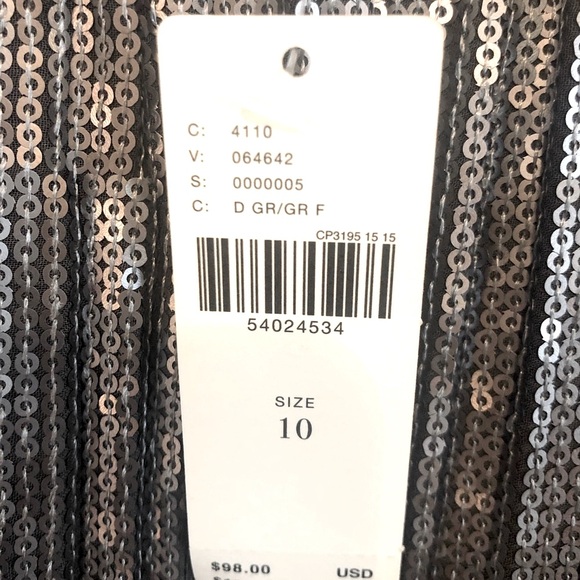 C: 4110
V: 064642
S: 0000005
C: D GR/GR F
CP3195 15 15
54024534
SIZE
10
$98.00 USD